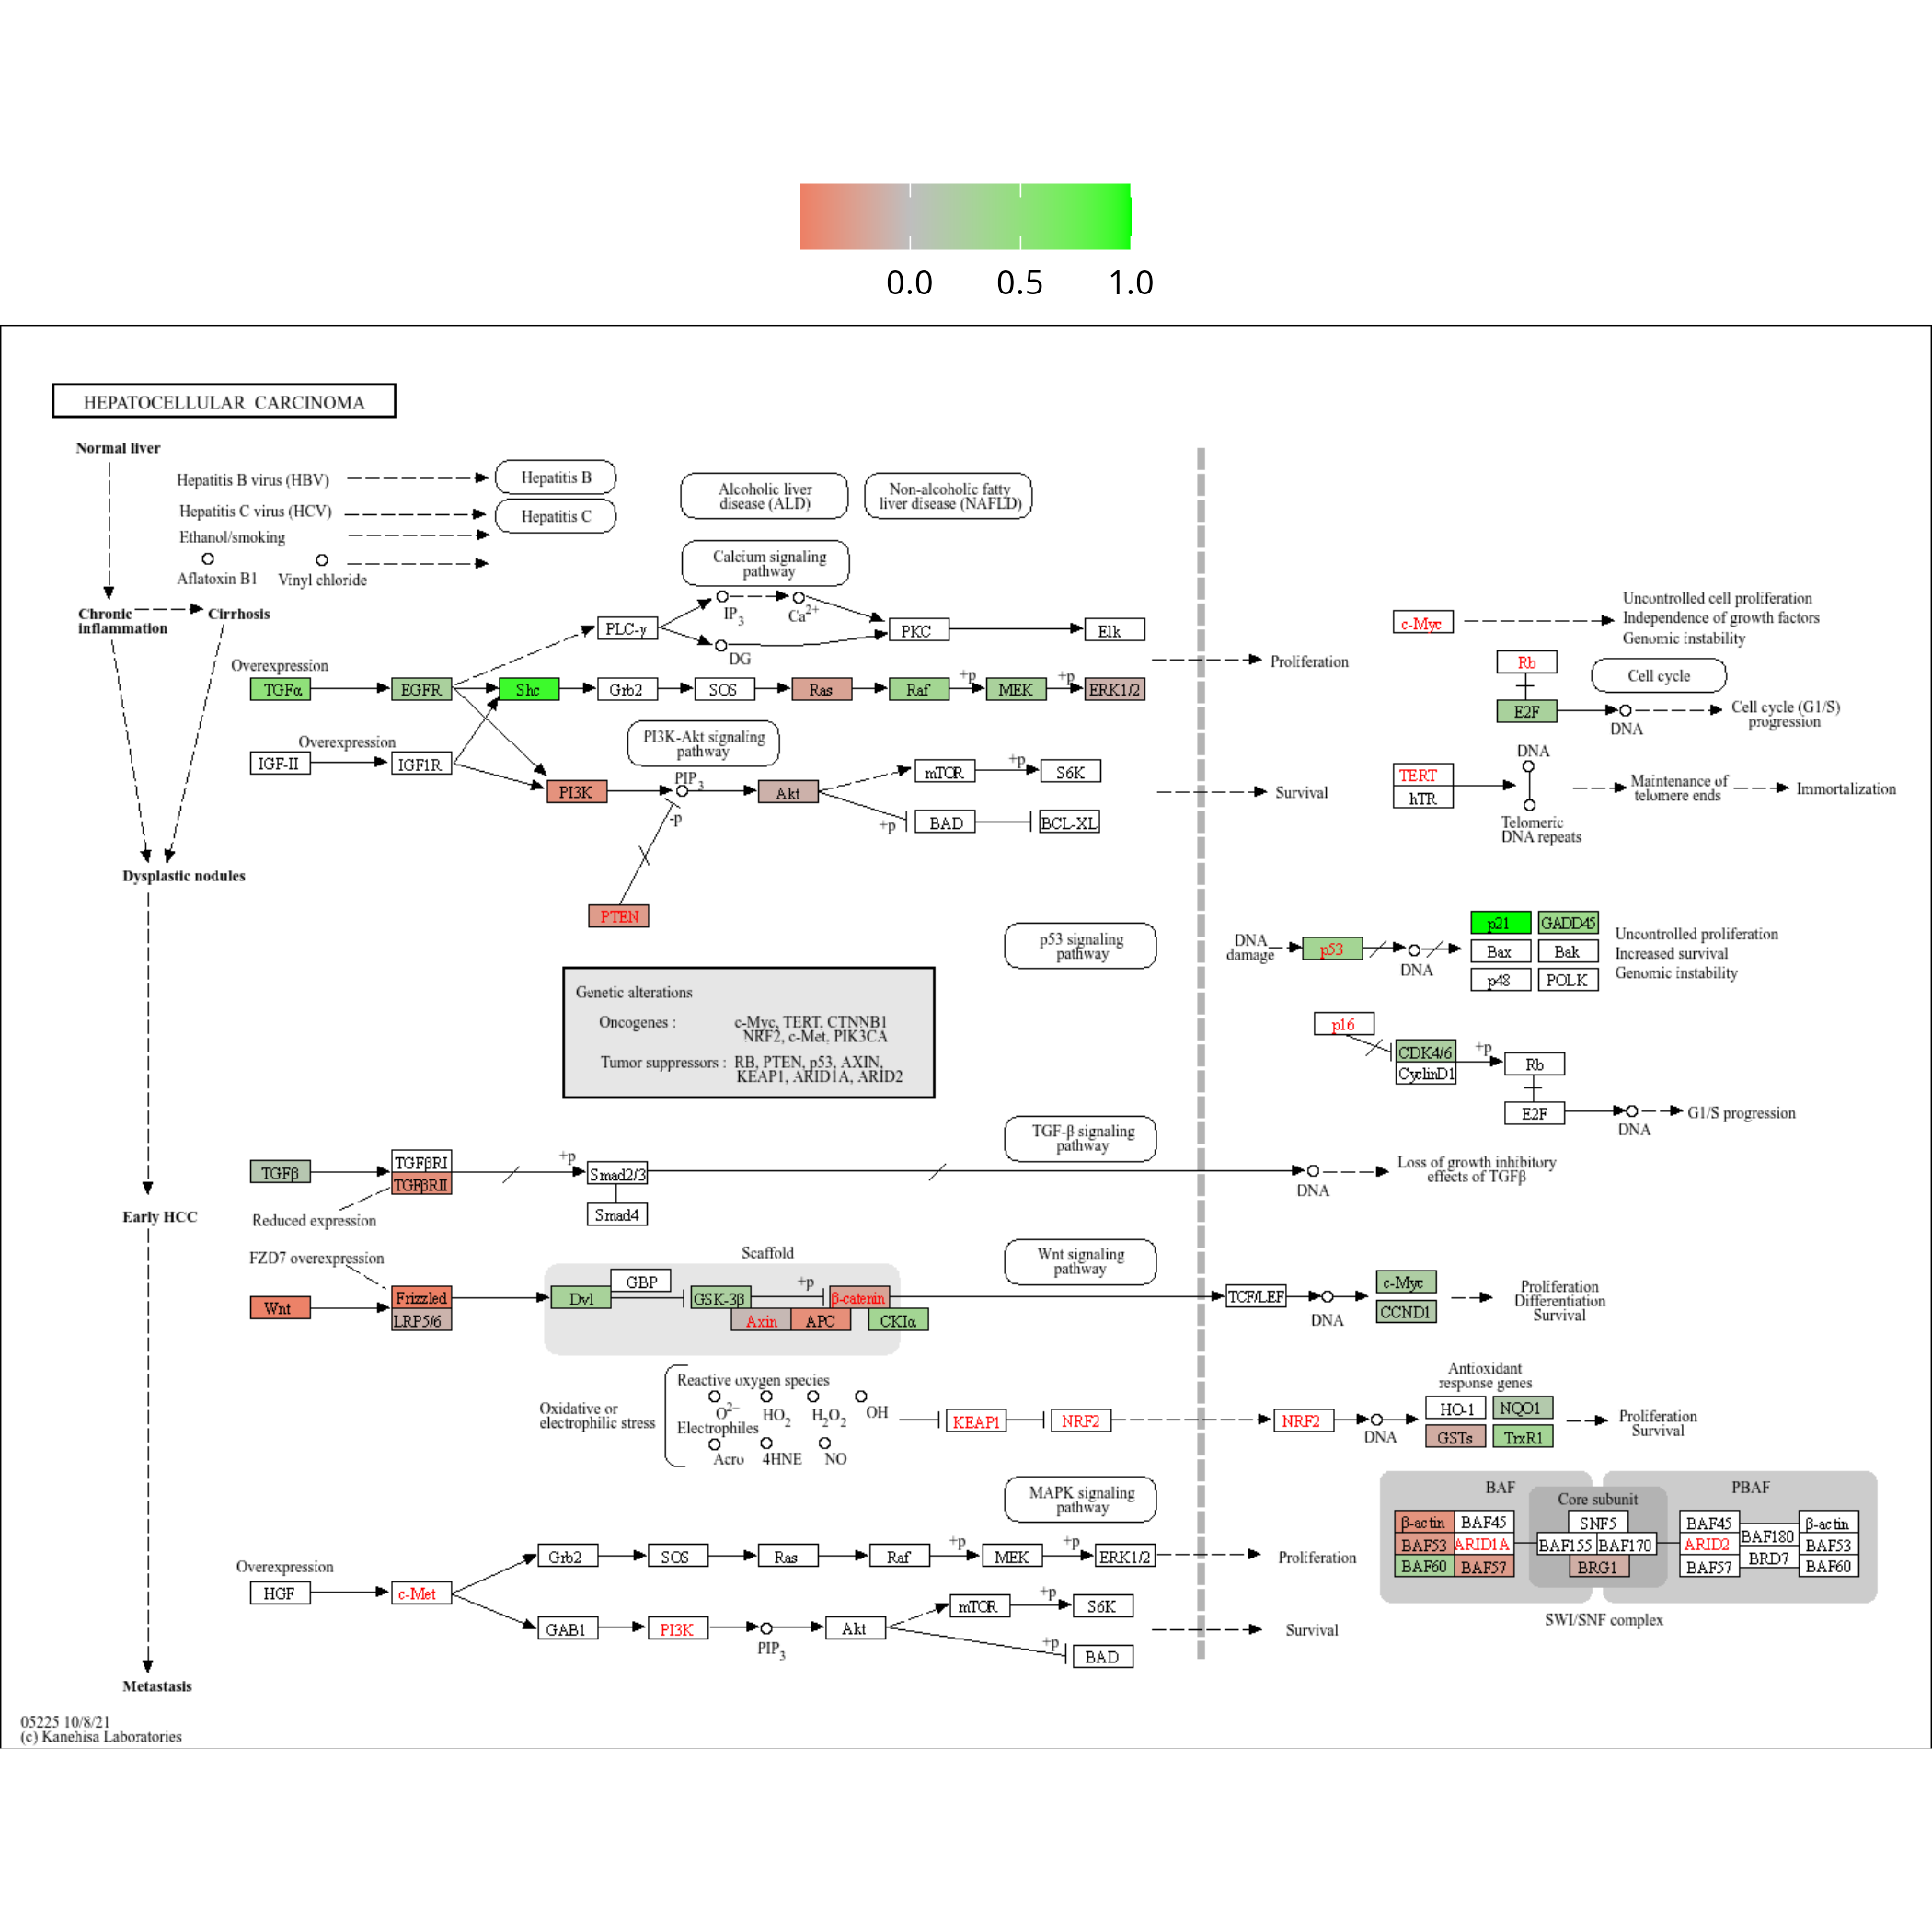 0.0 0.5 1.0
HEPATOCELLULAR CARCINOMA
Normal liver
Hepatitis B virus (HBV)
Hepatitis B
Hepatitis C virus (HCV)
Hepatitis C
Ethanol/smoking
Aflatoxin B1
Vinyl chloride
Alcoholic liver
disease (ALD)
Non-alcoholic fatty
liver disease (NAFLD)
Calcium signaling
pathway
Chronic
inflammation
Cirrhosis
IP3
Ca2+
PLC-γ
DG
PKC
Elk
Overexpression
TGFα
EGFR
Shc
Grb2
SOS
Ras
Raf
+p
MEK
+p
ERK1/2
Proliferation
Overexpression
IGF-II
IGF1R
PI3K-Akt signaling
pathway
PI3K
PIP3
-p
Akt
mTOR
+p
S6K
+p
BAD
BCL-XL
Survival
PTEN
Dysplastic nodules
c-Myc
Uncontrolled cell proliferation
Independence of growth factors
Genomic instability
Rb
Cell cycle
E2F
DNA
Cell cycle (G1/S)
progression
TERT
hTR
DNA
Telomeric
DNA repeats
Maintenance of
telomere ends
Immortalization
p53 signaling
pathway
DNA
damage
p53
DNA
p21
GADD45
Bax
Bak
p48
POLK
Uncontrolled proliferation
Increased survival
Genomic instability
Genetic alterations
Oncogenes : c-Myc, TERT, CTNNB1
NRF2, c-Met, PIK3CA
Tumor suppressors : RB, PTEN, p53, AXIN,
KEAP1, ARID1A, ARID2
p16
CDK4/6
CyclinD1
+p
Rb
E2F
DNA
G1/S progression
TGF-β signaling
pathway
TGFβ
TGFβRI
TGFβRII
Reduced expression
+p
Smad2/3
Smad4
DNA
Loss of growth inhibitory
effects of TGFβ
Early HCC
FZD7 overexpression
Wnt
Frizzled
LRP5/6
Scaffold
Dvl
GBP
GSK-3β
+p
β-catenin
Axin
APC
CKIα
Wnt signaling
pathway
TCF/LEF
DNA
c-Myc
CCND1
Proliferation
Differentiation
Survival
Oxidative or
electrophilic stress
Reactive oxygen species
O2–
HO2
H2O2
OH
Electrophiles
Acro
4HNE
NO
KEAP1
NRF2
NRF2
DNA
Antioxidant
response genes
HO-1
NQO1
GSTs
TrxR1
Proliferation
Survival
MAPK signaling
pathway
BAF
Core subunit
PBAF
β-actin
BAF45
BAF53
ARID1A
BAF60
BAF57
SNF5
BAF155
BAF170
BRG1
BAF45
ARID2
BAF57
BAF180
BRD7
β-actin
BAF53
BAF60
SWI/SNF complex
Overexpression
HGF
c-Met
Grb2
SOS
Ras
Raf
+p
MEK
+p
ERK1/2
Proliferation
GAB1
PI3K
PIP3
Akt
mTOR
+p
S6K
+p
BAD
Survival
Metastasis
05225 10/8/21
(c) Kanehisa Laboratories